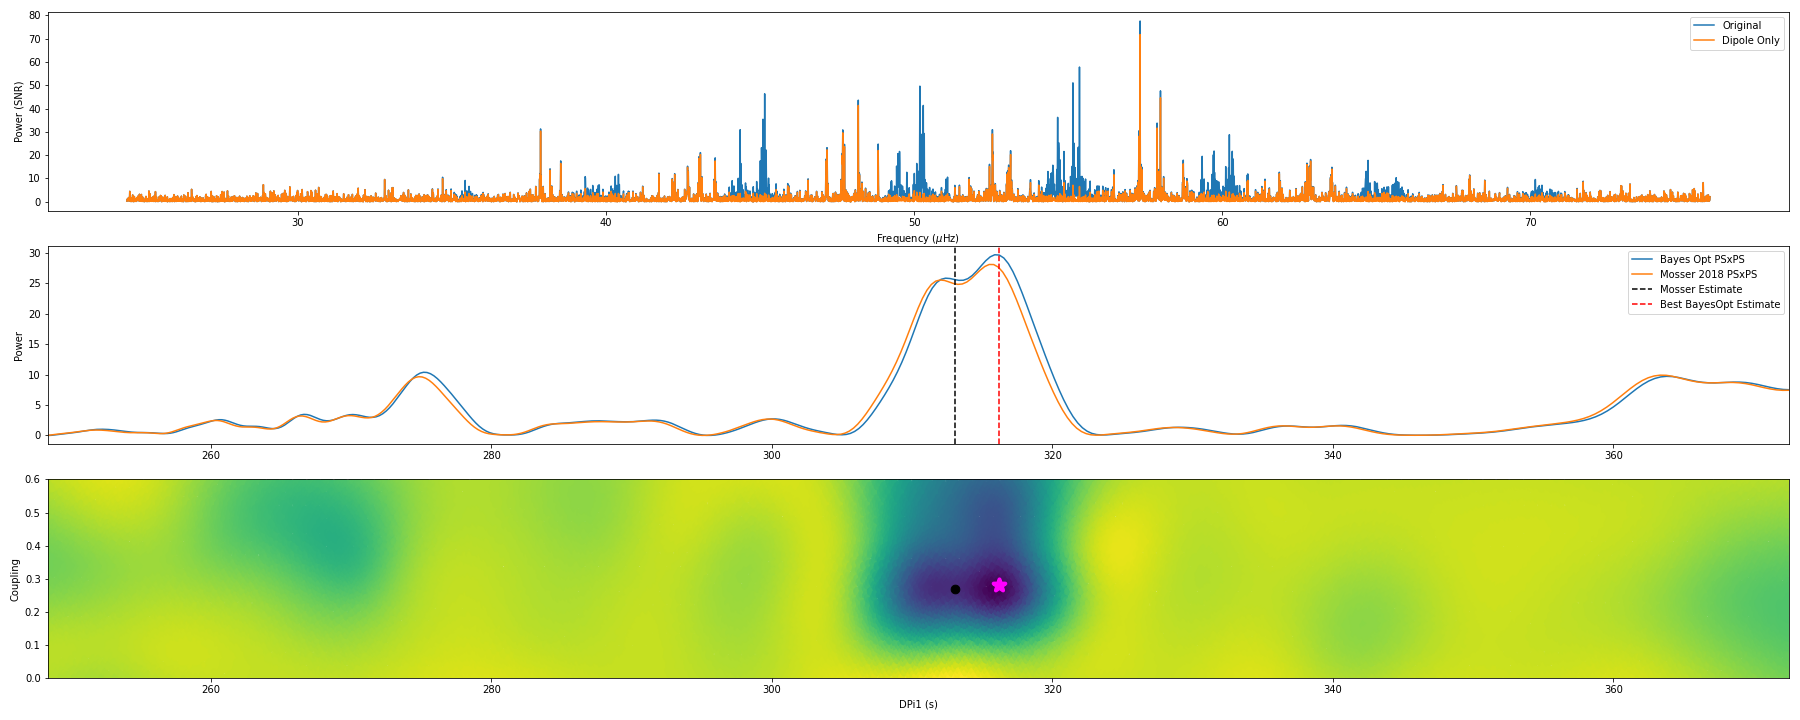 80
70
60
50
40
30
20
10
0
Power (SNR)
Original
Dipole Only
30 40 50 60 70
Frequency (μHz)
30
25
20
15
10
5
0
Power
Bayes Opt PSxPS
Mosser 2018 PSxPS
Mosser Estimate
Best BayesOpt Estimate
260 280 300 320 340 360
0.6
0.5
0.4
0.3
0.2
0.1
0.0
Coupling
260 280 300 320 340 360
DPi1 (s)